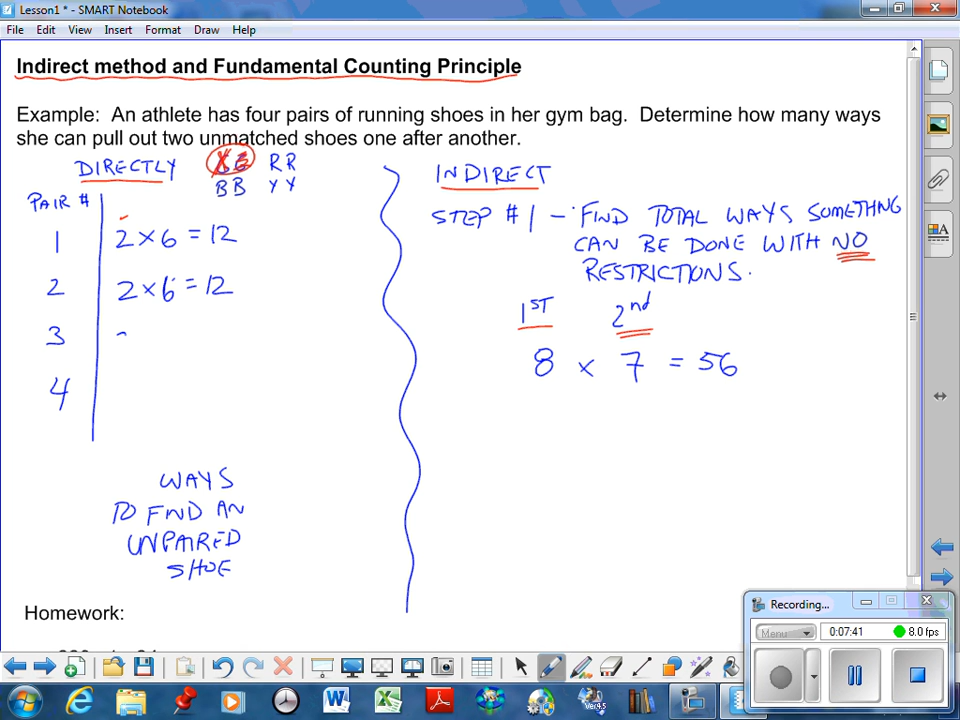 Lesson1 * - SMART Notebook
File Edit View Insert Format Draw Help
Indirect method and Fundamental Counting Principle
Example: An athlete has four pairs of running shoes in her gym bag. Determine how many ways
she can pull out two unmatched shoes one after another.
DIRECTLY
R R
B B Y Y
PAIR #
1 2 × 6 = 12
2 2 × 6 = 12
3
4
WAYS
TO FIND AN
UNPAIRED
SHOE
INDIRECT
STEP # 1 - FIND TOTAL WAYS SOMETHNG
CAN BE DONE WITH NO
RESTRICTIONS.
1ST 2nd
8 × 7 = 56
Homework:
Recording...
Menu 0:07:41 8.0 fps